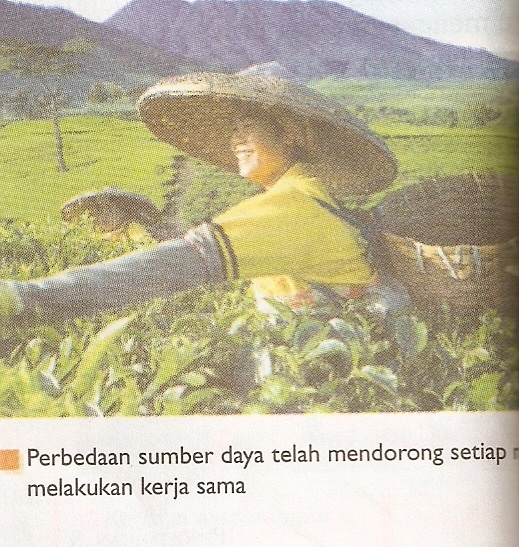 Perbedaan sumber daya telah mendorong setiap
melakukan kerja sama